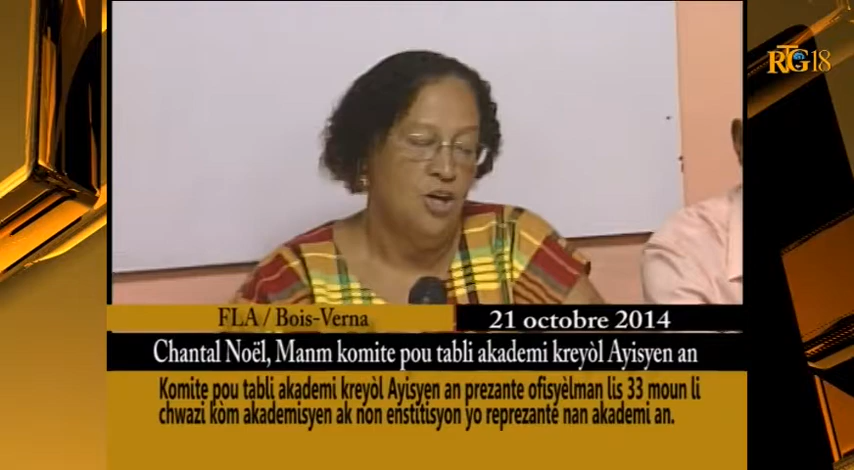 RTG18
FLA / Bois-Verna
21 octobre 2014
Chantal Noël, Manm komite pou tabli akademi kreyòl Ayisyen an
Komite pou tabli akademi kreyòl Ayisyen an prezante ofisyèlman lis 33 moun li
chwazi kòm akademisyen ak non enstitisyon yo reprezante nan akademi an.